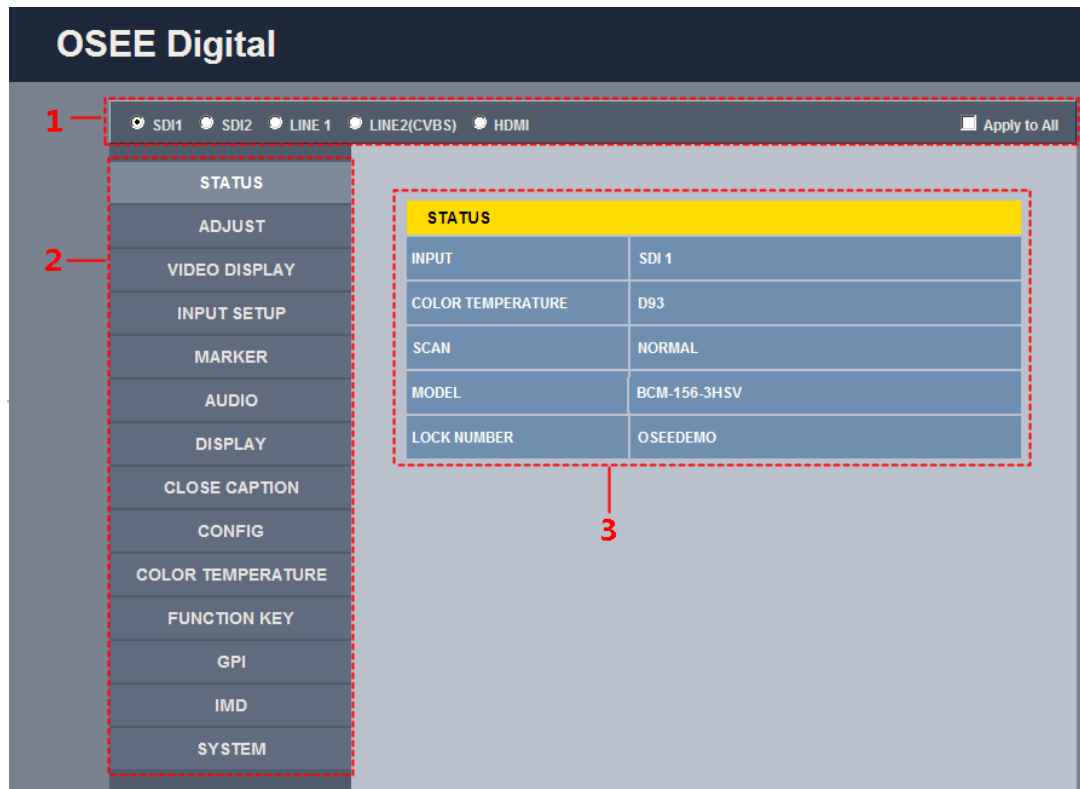 OSEE Digital
1
SDI1 SDI2 LINE 1 LINE2(CVBS) HDMI Apply to All
2
STATUS
ADJUST
VIDEO DISPLAY
INPUT SETUP
MARKER
AUDIO
DISPLAY
CLOSE CAPTION
CONFIG
COLOR TEMPERATURE
FUNCTION KEY
GPI
IMD
SYSTEM
STATUS
INPUT SDI 1
COLOR TEMPERATURE D93
SCAN NORMAL
MODEL BCM-156-3HSV
LOCK NUMBER OSEEDEMO
3